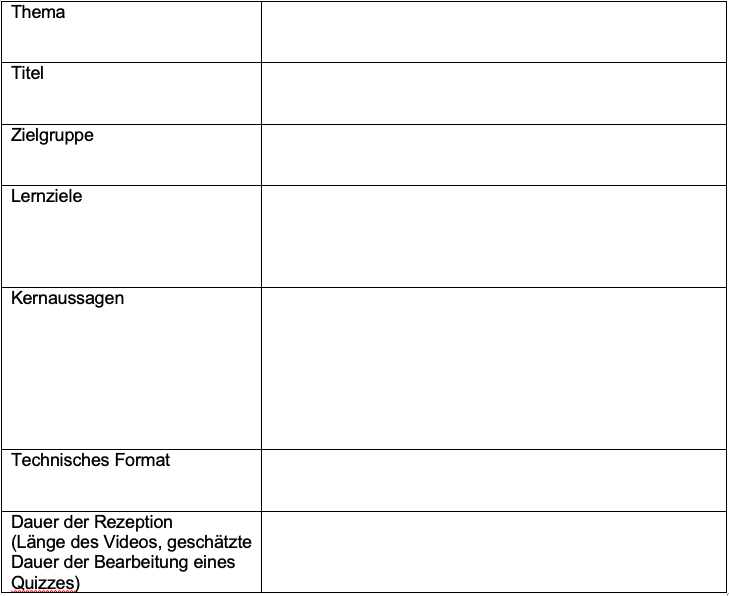 Thema
Titel
Zielgruppe
Lernziele
Kernaussagen
Technisches Format
Dauer der Rezeption
(Länge des Videos, geschätzte
Dauer der Bearbeitung eines
Quizzes)